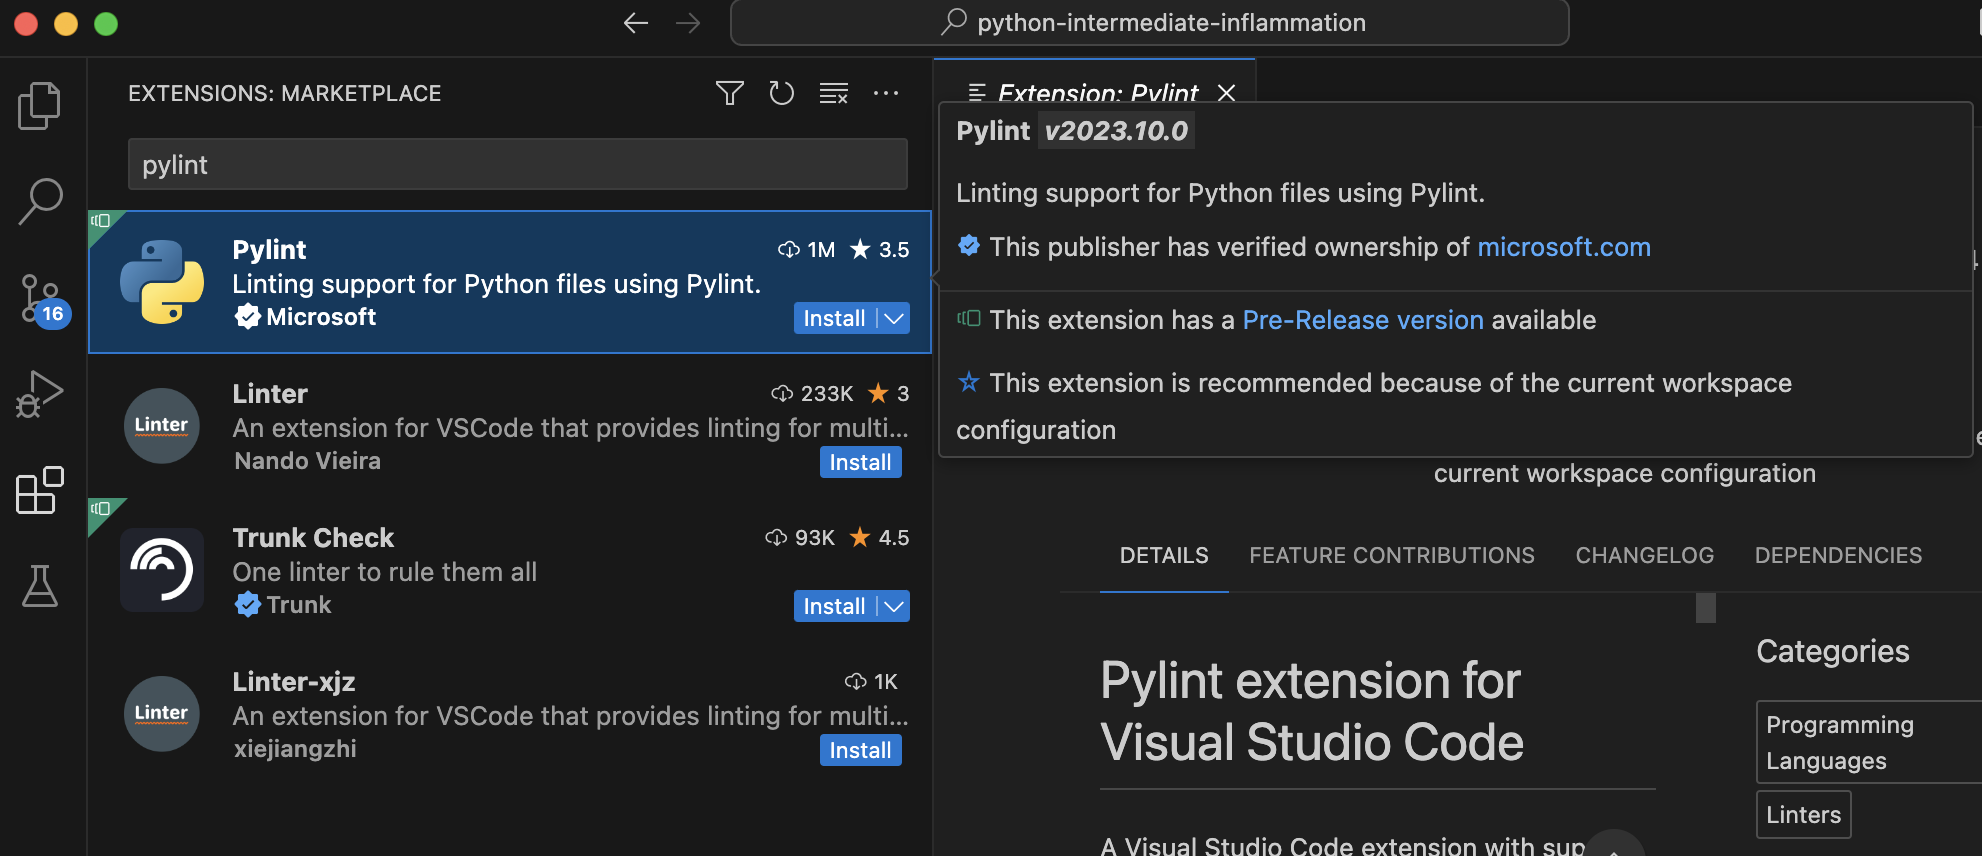 python-intermediate-inflammation
EXTENSIONS: MARKETPLACE
pylint
Pylint
1M
3.5
Linting support for Python files using Pylint.
Microsoft
Install
16
Linter
Linter
233K
3
An extension for VSCode that provides linting for multi...
Nando Vieira
Install
Trunk Check
93K
4.5
One linter to rule them all
Trunk
Install
Linter
Linter-xjz
1K
An extension for VSCode that provides linting for multi...
xiejiangzhi
Install
Extension: Pylint
Pylint v2023.10.0
Linting support for Python files using Pylint.
This publisher has verified ownership of microsoft.com
This extension has a Pre-Release version available
This extension is recommended because of the current workspace
configuration
current workspace configuration
DETAILS
FEATURE CONTRIBUTIONS
CHANGELOG
DEPENDENCIES
Pylint extension for
Visual Studio Code
A Visual Studio Code extension with
Categories
Programming
Languages
Linters